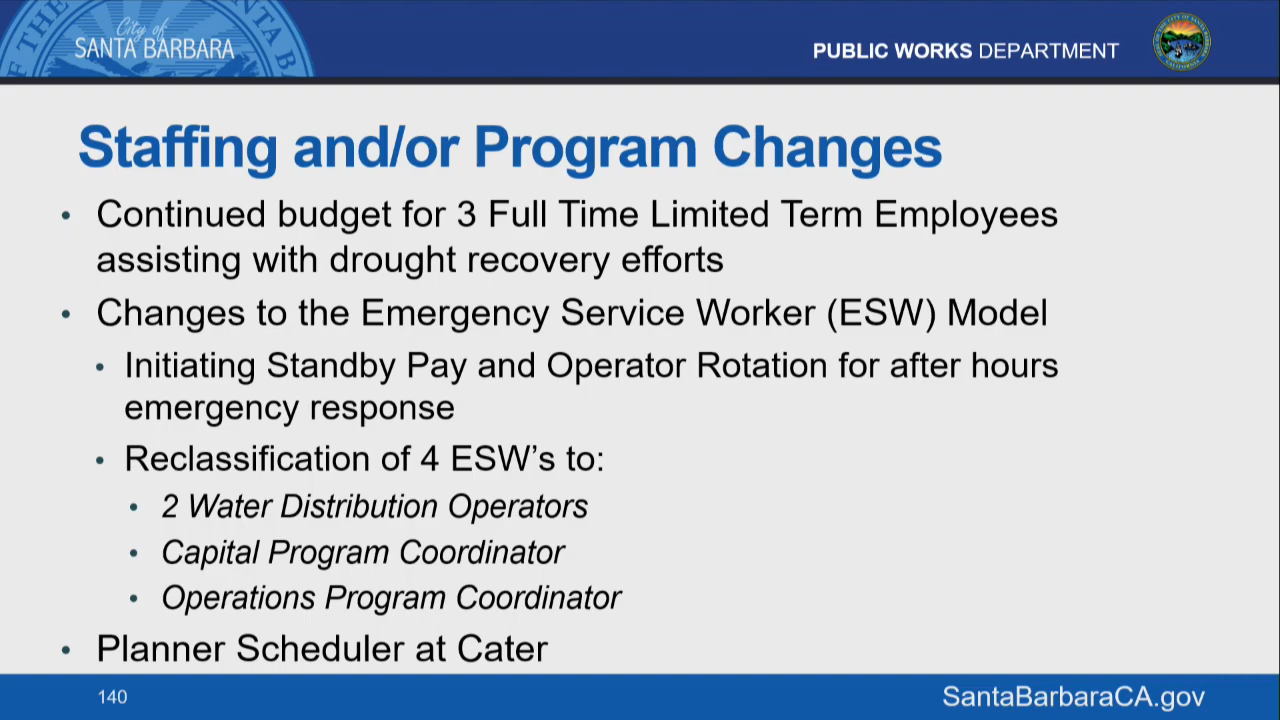 City of
SANTA BARBARA
PUBLIC WORKS DEPARTMENT
Staffing and/or Program Changes
• Continued budget for 3 Full Time Limited Term Employees
assisting with drought recovery efforts
• Changes to the Emergency Service Worker (ESW) Model
• Initiating Standby Pay and Operator Rotation for after hours
emergency response
• Reclassification of 4 ESW’s to:
• 2 Water Distribution Operators
• Capital Program Coordinator
• Operations Program Coordinator
• Planner Scheduler at Cater
140
SantaBarbaraCA.gov